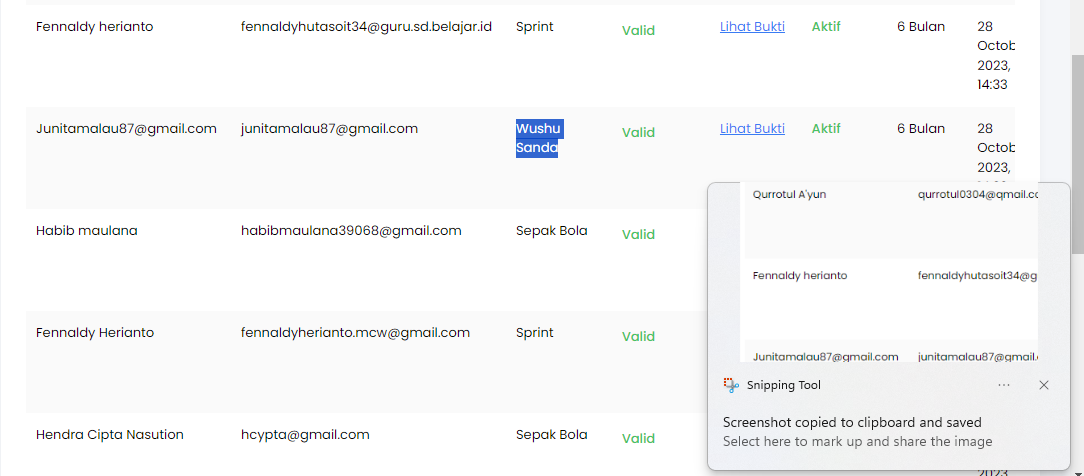 Fennaldy herianto fennaldyhutasoit34@guru.sd.belajar.id Sprint Valid Lihat Bukti Aktif 6 Bulan 28
Octob
2023,
14:33
Junitamalau87@gmail.com junitamalau87@gmail.com Wushu Valid Lihat Bukti Aktif 6 Bulan 28
Sanda Octob
2023,
Habib maulana habibmaulana39068@gmail.com Sepak Bola Valid
Fennaldy Herianto fennaldyherianto.mcw@gmail.com Sprint Valid
Hendra Cipta Nasution hcypta@gmail.com Sepak Bola Valid
Qurrotul A'yun qurrotul0304@gmail.co
Fennaldy herianto fennaldyhutasoit34@g
Junitamalau87@gmail.com junitamalau87@gmail.
Snipping Tool
Screenshot copied to clipboard and saved
Select here to mark up and share the image